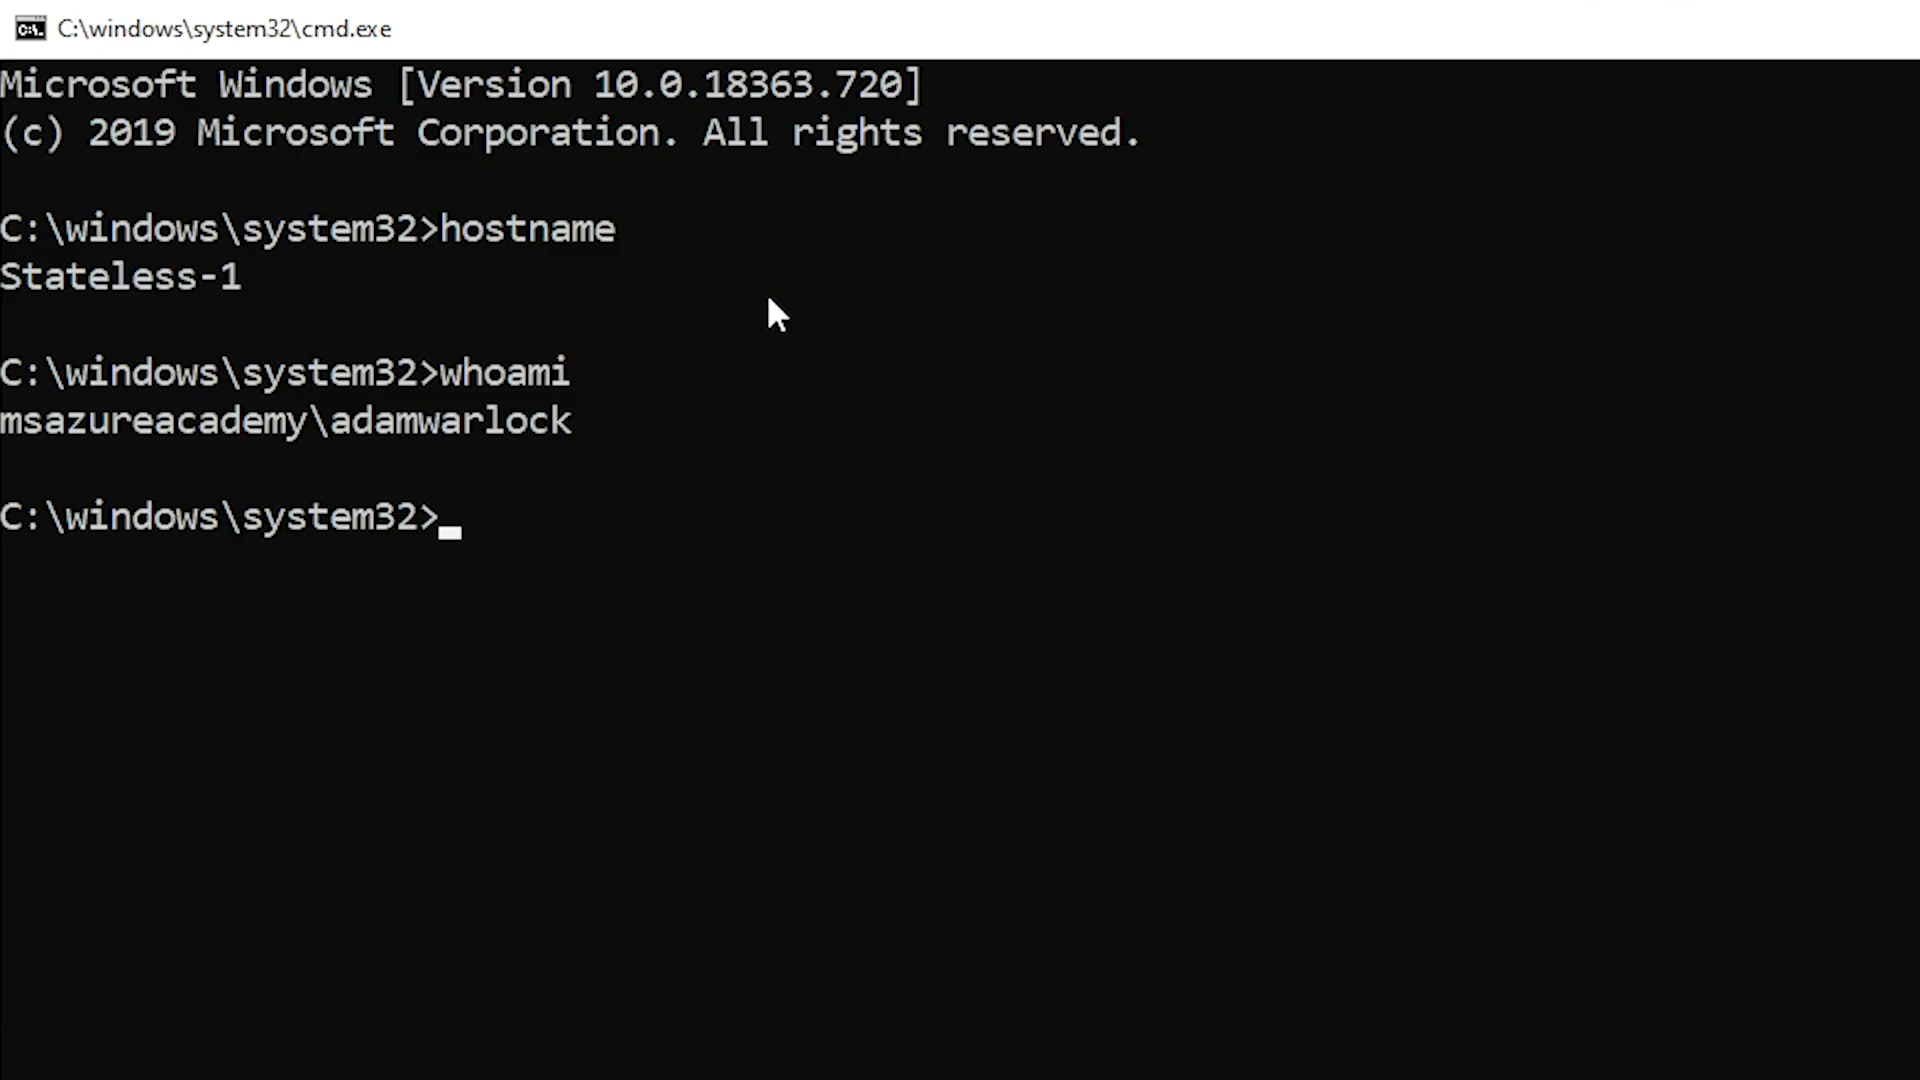 C:\windows\system32\cmd.exe
Microsoft Windows [Version 10.0.18363.720]
(c) 2019 Microsoft Corporation. All rights reserved.
C:\windows\system32>hostname
Stateless-1
C:\windows\system32>whoami
msazureacademy\adamwarlock
C:\windows\system32>